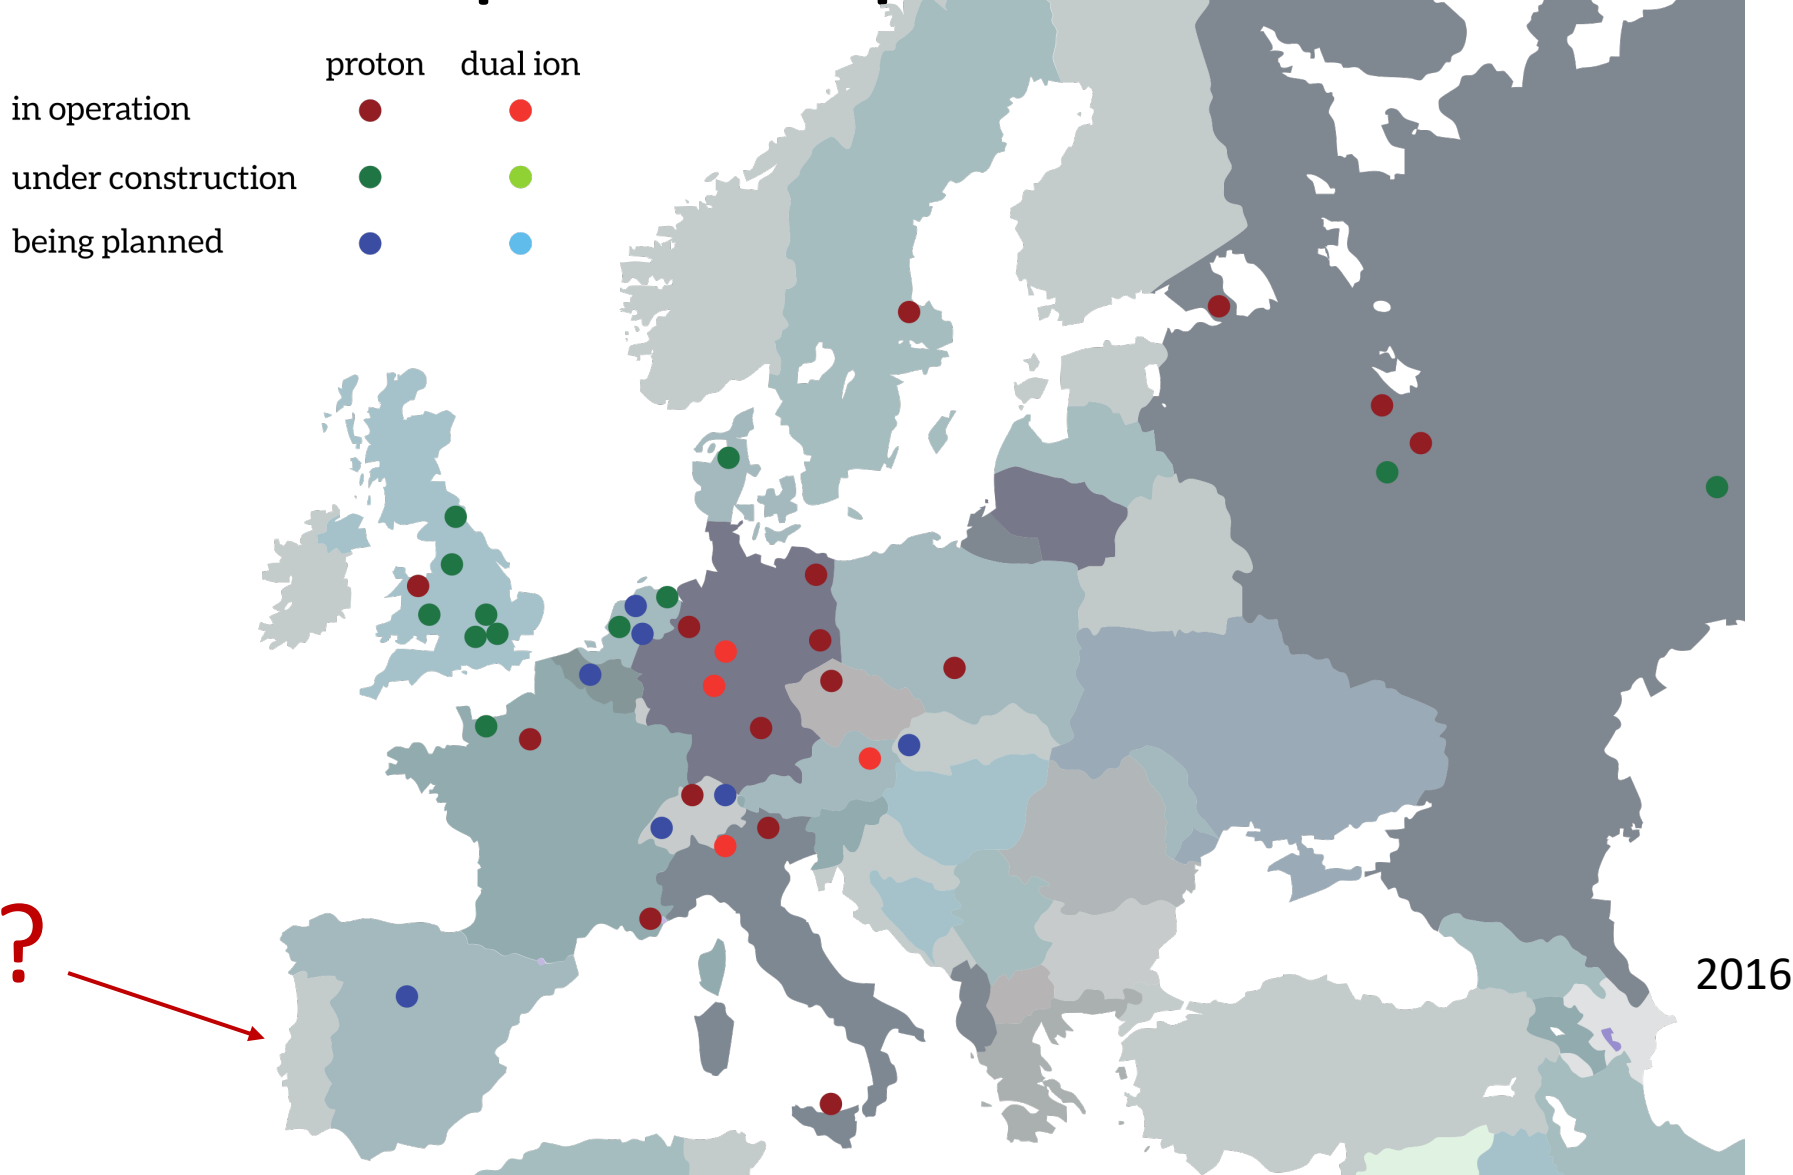 proton dual ion
in operation
under construction
being planned
?
2016